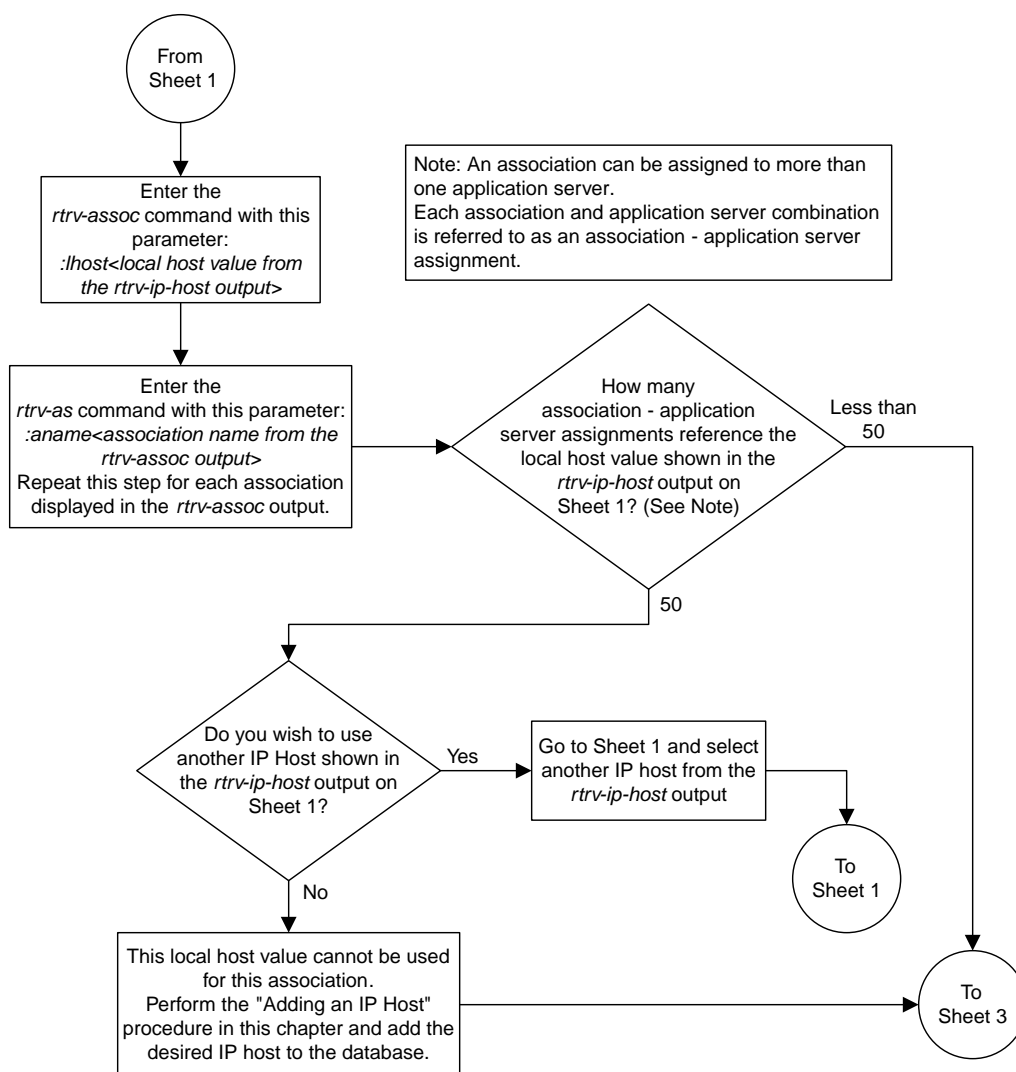 From
Sheet 1
Enter the
rtrv-assoc command with this
parameter:
:lhost<local host value from
the rtrv-ip-host output>
Note: An association can be assigned to more than
one application server.
Each association and application server combination
is referred to as an association - application server
assignment.
Enter the
rtrv-as command with this parameter:
:aname<association name from the
rtrv-assoc output>
Repeat this step for each association
displayed in the rtrv-assoc output.
How many
association - application
server assignments reference the
local host value shown in the
rtrv-ip-host output on
Sheet 1? (See Note)
Less than
50
50
Do you wish to use
another IP Host shown in
the rtrv-ip-host output on
Sheet 1?
Yes
Go to Sheet 1 and select
another IP host from the
rtrv-ip-host output
To
Sheet 1
No
This local host value cannot be used
for this association.
Perform the "Adding an IP Host"
procedure in this chapter and add the
desired IP host to the database.
To
Sheet 3